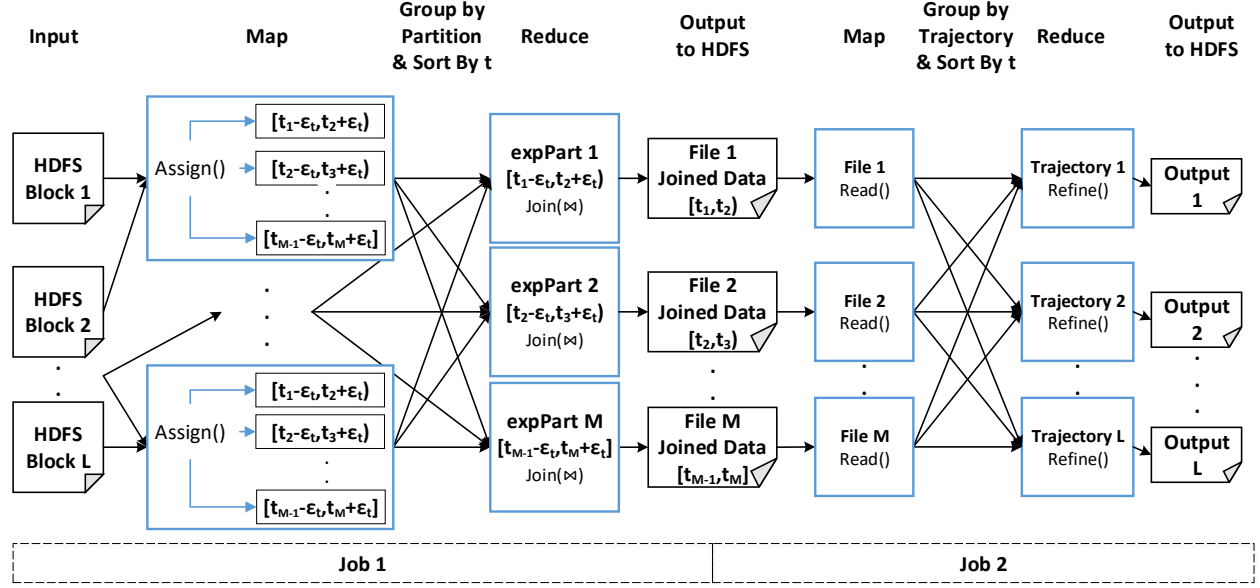 Input
Map
Group by
Partition
& Sort By t
Reduce
Output
to HDFS
Map
Group by
Trajectory
& Sort By t
Reduce
Output
to HDFS
HDFS
Block 1
HDFS
Block 2
.
.
HDFS
Block L
Assign()
[t₁-εₜ,t₂+εₜ)
[t₂-εₜ,t₃+εₜ)
.
.
[tM-1-εₜ,tM+εₜ]
.
.
.
Assign()
[t₁-εₜ,t₂+εₜ)
[t₂-εₜ,t₃+εₜ)
.
.
[tM-1-εₜ,tM+εₜ]
expPart 1
[t₁-εₜ,t₂+εₜ)
Join(⋈)
expPart 2
[t₂-εₜ,t₃+εₜ)
Join(⋈)
expPart M
[tM-1-εₜ,tM+εₜ]
Join(⋈)
File 1
Joined Data
[t₁,t₂)
File 2
Joined Data
[t₂,t₃)
.
.
File M
Joined Data
[tM-1,tM]
File 1
Read()
File 2
Read()
.
.
File M
Read()
Trajectory 1
Refine()
Trajectory 2
Refine()
.
.
Trajectory L
Refine()
Output
1
Output
2
.
.
.
Output
L
Job 1
Job 2